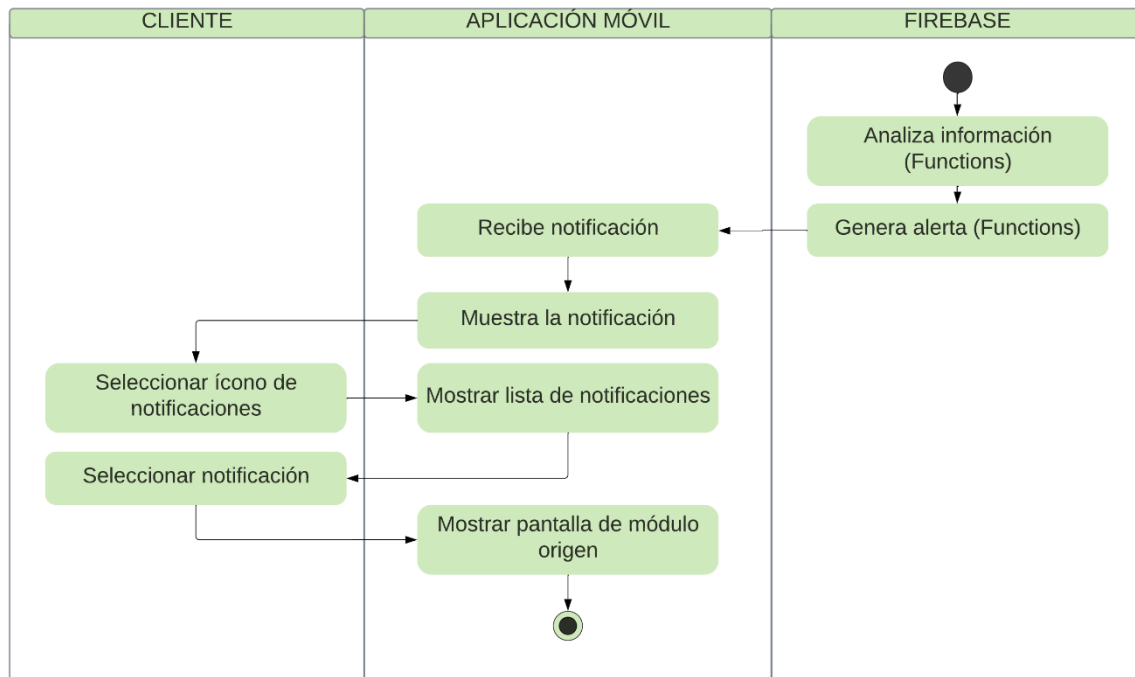 CLIENTE
APLICACIÓN MÓVIL
FIREBASE
Analiza información
(Functions)
Recibe notificación
Genera alerta (Functions)
Muestra la notificación
Seleccionar ícono de
notificaciones
Mostrar lista de notificaciones
Seleccionar notificación
Mostrar pantalla de módulo
origen